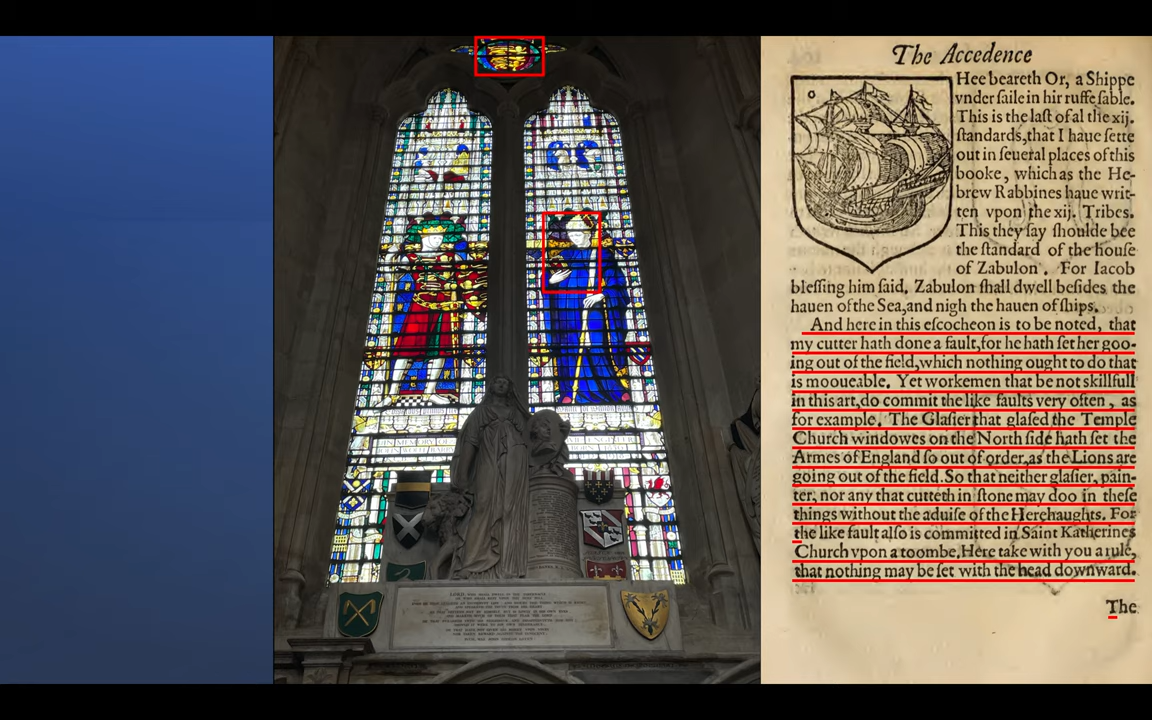 The Accedence
G
Hee beareth Or, a Shippe
vnder ſaile in hir ruffe ſable.
This is the laſt of al the xij.
ſtandards, that I haue ſette
out in ſeueral places of this
booke, which as the He-
brew Rabbines haue writ-
ten vpon the xij. Tribes.
This they ſay ſhoulde bee
the ſtandard of the houſe
of Zabulon. For Iacob
bleſſing him ſaid, Zabulon ſhall dwell beſides the
hauen of the Sea, and nigh the hauen of ſhips.
And here in this eſcocheon is to be noted, that
my cutter hath done a fault, for he hath ſet her goo-
ing out of the field, which nothing ought to do that
is mooueable. Yet workemen that be not skillfull
in this art, do commit the like faults very often, as
for example. The Glaſier that glaſed the Temple
Church windowes on the North ſide hath ſet the
Armes of England ſo out of order, as the Lions are
going out of the field. So that neither glaſier, pain-
ter, nor any that cutteth in ſtone may doo in theſe
things without the aduiſe of the Herehaughts. For
the like fault alſo is committed in Saint Katherines
Church vpon a toombe. Here take with you a rule,
that nothing may be ſet with the head downward.
The
IN MEMORY OF